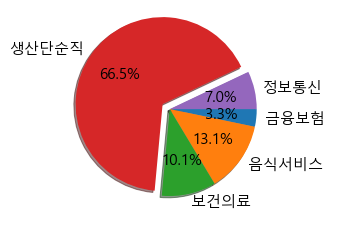 생산단순직
66.5%
정보통신
7.0%
금융보험
3.3%
음식서비스
13.1%
보건의료
10.1%